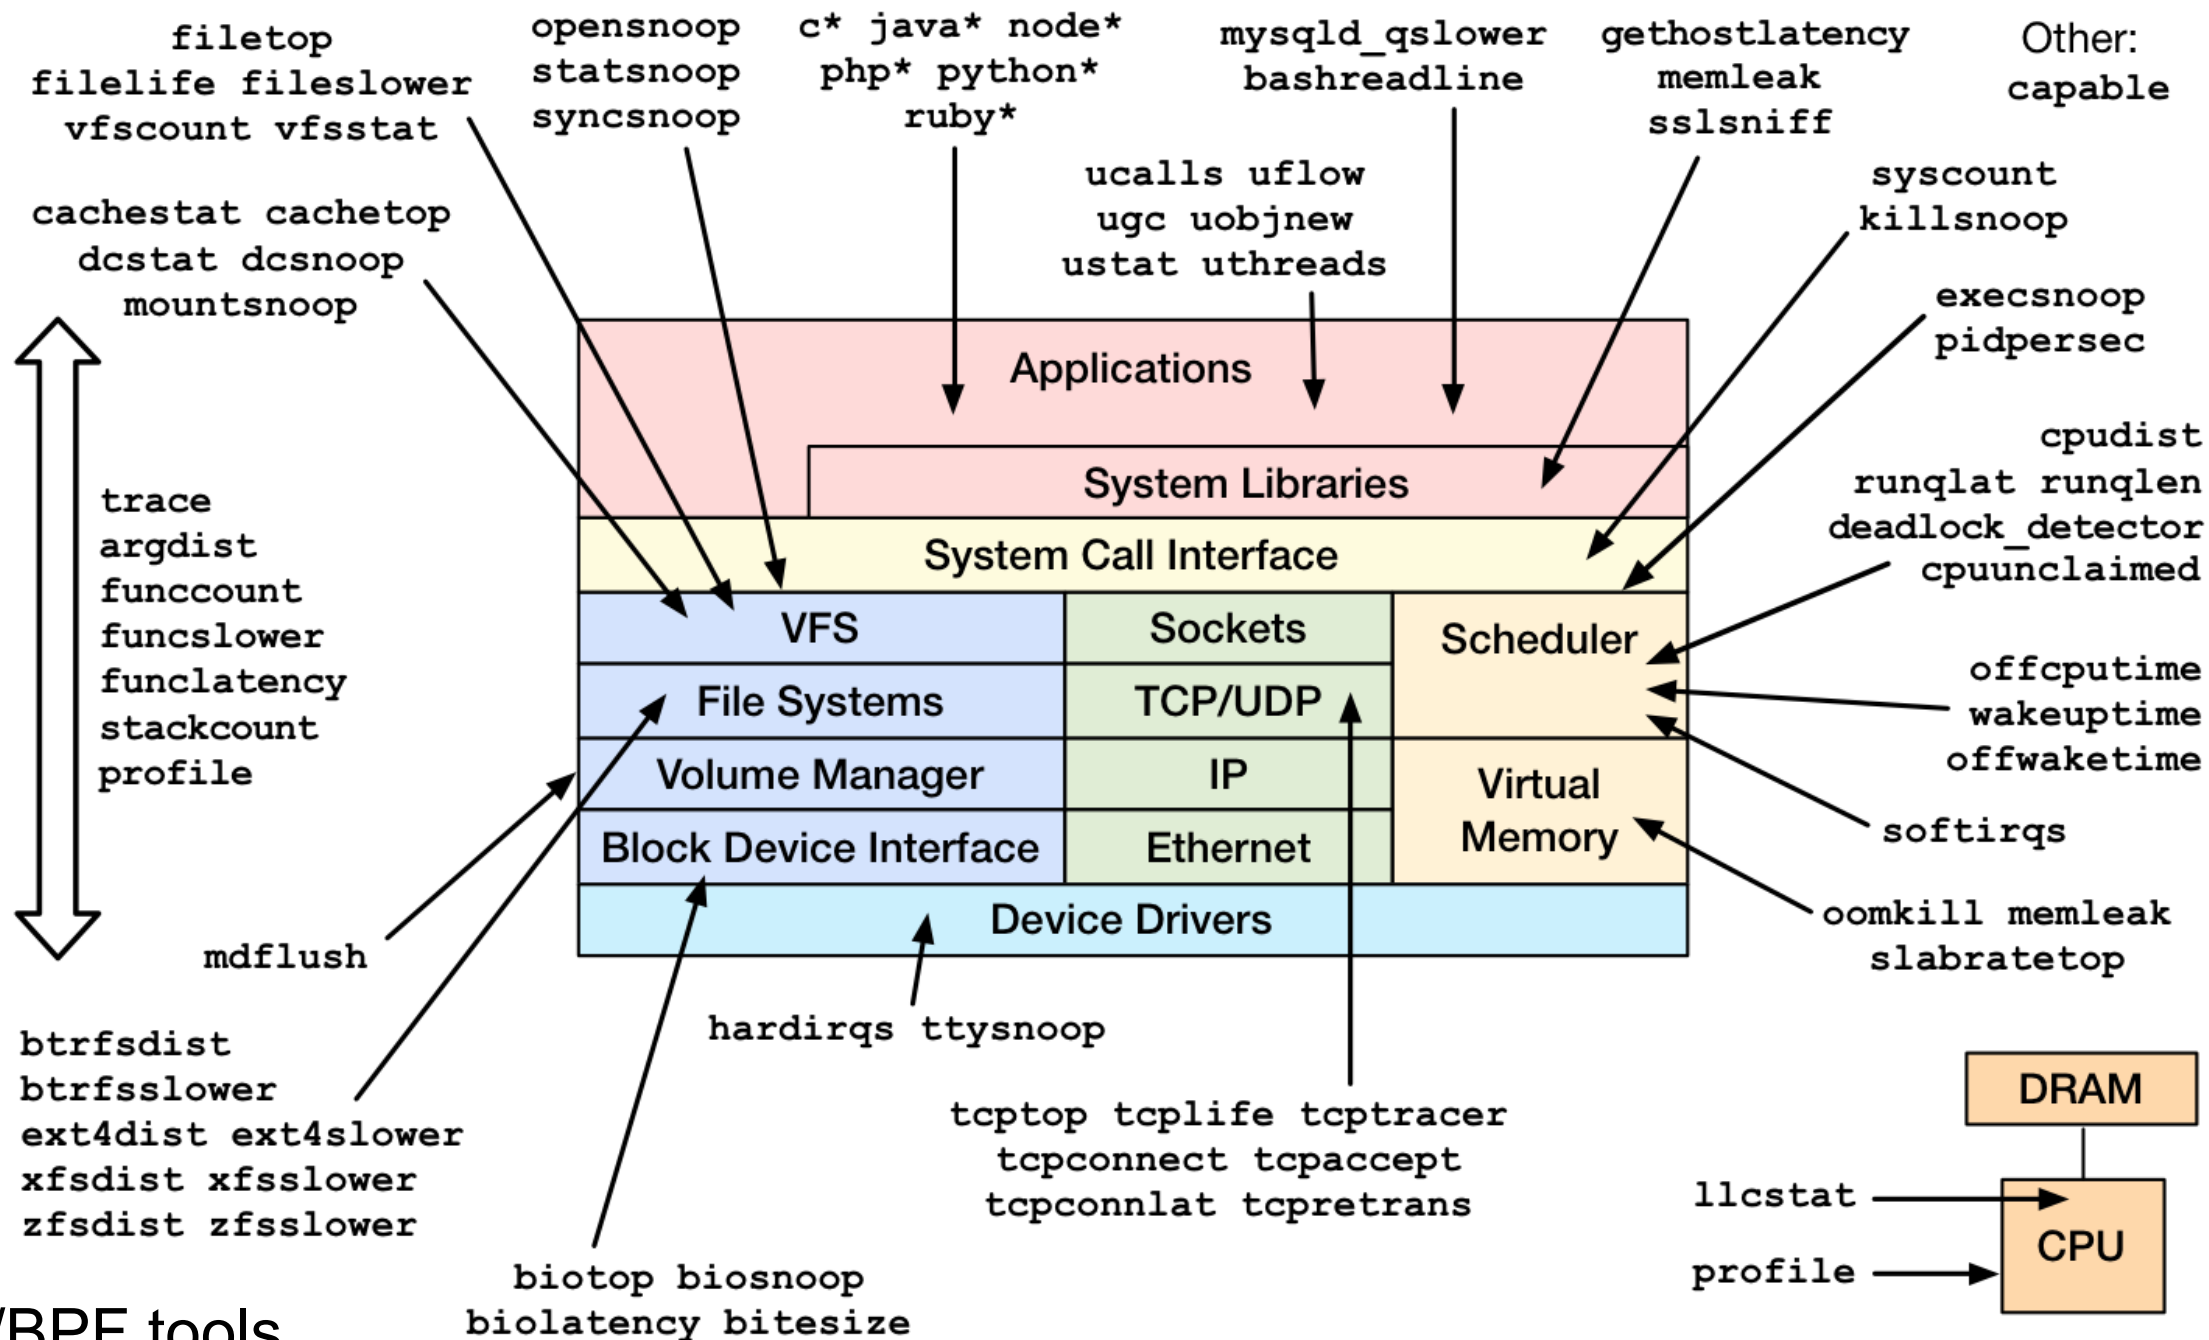 filetop
filelife fileslower
vfscount vfsstat
opensnoop
statsnoop
syncsnoop
c* java* node*
php* python*
ruby*
mysqld_qslower
bashreadline
gethostlatency
memleak
sslsniff
Other:
capable
ucalls uflow
ugc uobjnew
ustat uthreads
syscount
killsnoop
cachestat cachetop
dcstat dcsnoop
mountsnoop
execsnoop
pidpersec
trace
argdist
funccount
funcslower
funclatency
stackcount
profile
Applications
System Libraries
System Call Interface
VFS
Sockets
Scheduler
File Systems
TCP/UDP
Volume Manager
IP
Virtual
Memory
Block Device Interface
Ethernet
Device Drivers
cpudist
runqlat runqlen
deadlock_detector
cpuunclaimed
offcputime
wakeuptime
offwaketime
softirqs
oomkill memleak
slabratetop
mdflush
hardirqs ttysnoop
btrfsdist
btrfsslower
ext4dist ext4slower
xfsdist xfsslower
zfsdist zfsslower
tcptop tcplife tcptracer
tcpconnect tcpaccept
tcpconnlat tcpretrans
DRAM
llcstat
CPU
profile
biotop biosnoop
biolatency bitesize
/BPF tools